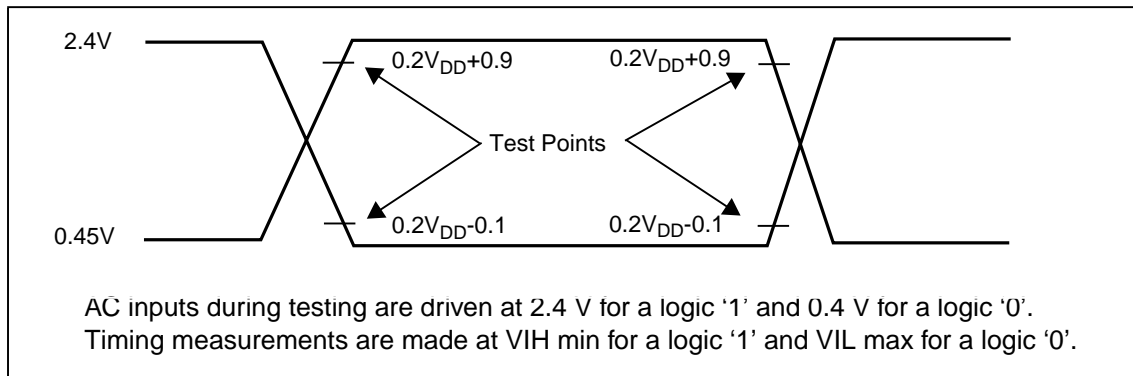 2.4V
0.2VDD+0.9 0.2VDD+0.9
Test Points
0.2VDD-0.1 0.2VDD-0.1
0.45V
AC inputs during testing are driven at 2.4 V for a logic ‘1’ and 0.4 V for a logic ‘0’.
Timing measurements are made at VIH min for a logic ‘1’ and VIL max for a logic ‘0’.